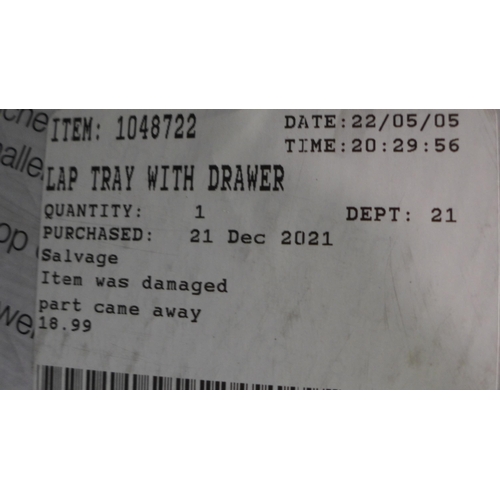 ITEM: 1048722 DATE:22/05/05
TIME:20:29:56
LAP TRAY WITH DRAWER
QUANTITY: 1 DEPT: 21
PURCHASED: 21 Dec 2021
Salvage
Item was damaged
part came away
18.99